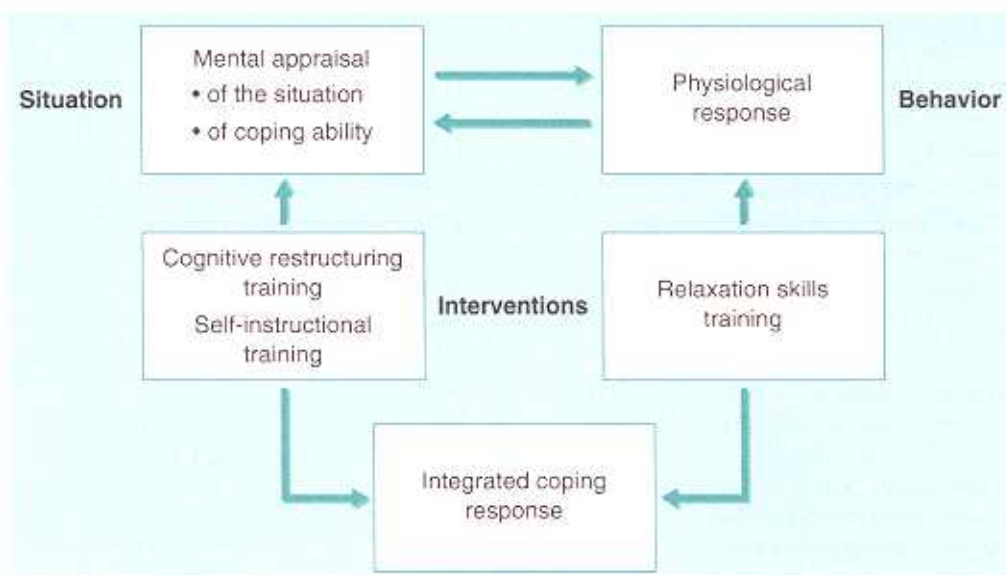 Situation
Mental appraisal
• of the situation
• of coping ability
Physiological
response
Behavior
Cognitive restructuring
training
Self-instructional
training
Interventions
Relaxation skills
training
Integrated coping
response